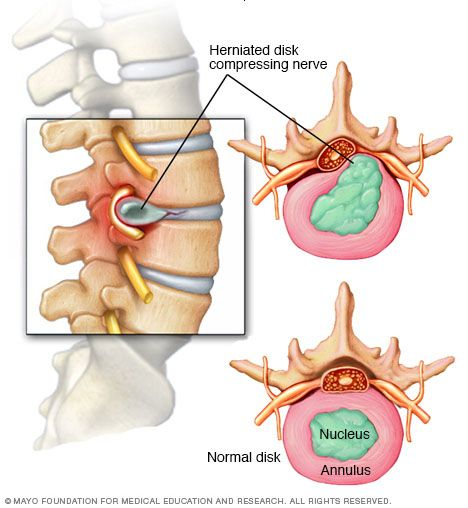 Herniated disk
compressing nerve
Nucleus
Normal disk
Annulus
© MAYO FOUNDATION FOR MEDICAL EDUCATION AND RESEARCH. ALL RIGHTS RESERVED.